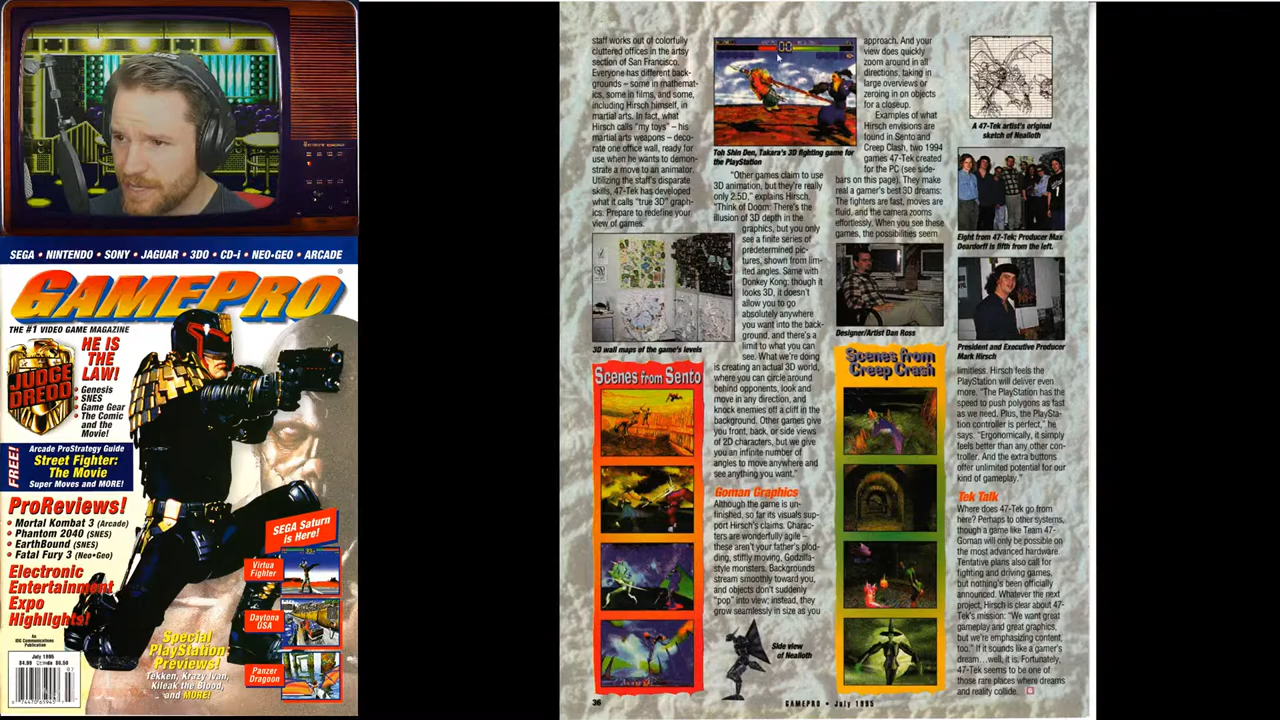 SEGA • NINTENDO • SONY • JAGUAR • 3DO • CD-i • NEO•GEO • ARCADE
GAMEPRO
THE #1 VIDEO GAME MAGAZINE
HE IS
THE
LAW!
JUDGE
DREDD
• Genesis
• SNES
• Game Gear
• The Comic
and the
Movie!
FREE!
Arcade ProStrategy Guide
Street Fighter:
The Movie
Super Moves and MORE!
ProReviews!
• Mortal Kombat 3 (Arcade)
• Phantom 2040 (SNES)
• EarthBound (SNES)
• Fatal Fury 3 (Neo•Geo)
Electronic
Entertainment
Expo
Highlights!
An
IDG Communications
Publication
July 1995
SEGA Saturn
is Here!
Virtua
Fighter
Daytona
USA
Panzer
Dragoon
Special
PlayStation
Previews!
Tekken, Krazy Ivan,
Kileak the Blood,
and MORE!
staff works out of colorfully
cluttered offices in the artsy
section of San Francisco.
Everyone has different back-
grounds – some in mathemat-
ics, some in films, and some,
including Hirsch himself, in
martial arts. In fact, what
Hirsch calls "my toys" – his
martial arts weapons – deco-
rate one office wall, ready for
use when he wants to demon-
strate a move to an animator.
Utilizing the staff's disparate
skills, 47-Tek has developed
what it calls "true 3D" graph-
ics. Prepare to redefine your
view of games.
3D wall maps of the game's levels
Scenes from Sento
Toh Shin Den, Takara's 3D fighting game for
the PlayStation
"Other games claim to use
3D animation, but they're really
only 2.5D," explains Hirsch.
"Think of Doom: There's the
illusion of 3D depth in the
graphics, but you only
see a finite series of
predetermined pic-
tures, shown from lim-
ited angles. Same with
Donkey Kong: though it
looks 3D, it doesn't
allow you to go
absolutely anywhere
you want into the back-
ground, and there's a
limit to what you can
see. What we're doing
is creating an actual 3D world,
where you can circle around
behind opponents, look and
move in any direction, and
knock enemies off a cliff in the
background. Other games give
you front, back, or side views
of 2D characters, but we give
you an infinite number of
angles to move anywhere and
see anything you want."
Goman Graphics
Although the game is un-
finished, so far its visuals sup-
port Hirsch's claims. Charac-
ters are wonderfully agile –
these aren't your father's plod-
ding, stiffly moving, Godzilla-
style monsters. Backgrounds
stream smoothly toward you,
and objects don't suddenly
"pop" into view; instead, they
grow seamlessly in size as you
Side view
of Nealloth
approach. And your
view does quickly
zoom around in all
directions, taking in
large overviews or
zeroing in on objects
for a closeup.
Examples of what
Hirsch envisions are
found in Sento and
Creep Clash, two 1994
games 47-Tek created
for the PC (see side-
bars on this page). They make
real a gamer's best 3D dreams:
The fighters are fast, moves are
fluid, and the camera zooms
effortlessly. When you see these
games, the possibilities seem
Designer/Artist Dan Ross
Scenes from
Creep Crash
A 47-Tek artist's original
sketch of Nealloth
Eight from 47-Tek; Producer Max
Deardorff is fifth from the left.
President and Executive Producer
Mark Hirsch
limitless. Hirsch feels the
PlayStation will deliver even
more. "The PlayStation has the
speed to push polygons as fast
as we need. Plus, the PlaySta-
tion controller is perfect," he
says. "Ergonomically, it simply
feels better than any other con-
troller. And the extra buttons
offer unlimited potential for our
kind of gameplay."
Tek Talk
Where does 47-Tek go from
here? Perhaps to other systems,
though a game like Team 47-
Goman will only be possible on
the most advanced hardware.
Tentative plans also call for
fighting and driving games,
but nothing's been officially
announced. Whatever the next
project, Hirsch is clear about 47-
Tek's mission: "We want great
gameplay and great graphics,
but we're emphasizing content,
too." If it sounds like a gamer's
dream...well, it is. Fortunately,
47-Tek seems to be one of
those rare places where dreams
and reality collide.
36
GAMEPRO • July 1995